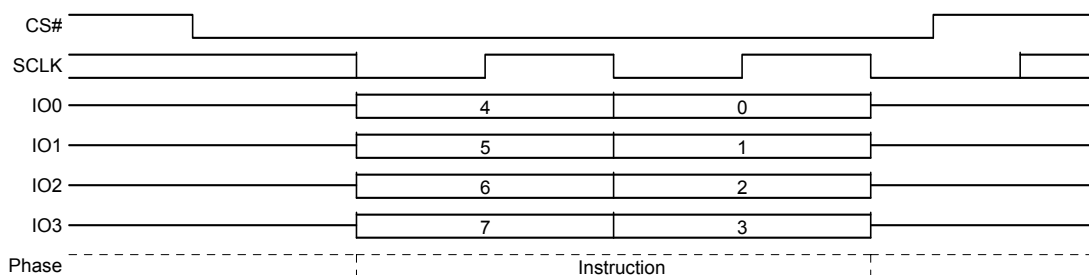 CS#
SCLK
IO0 4 0
IO1 5 1
IO2 6 2
IO3 7 3
Phase Instruction